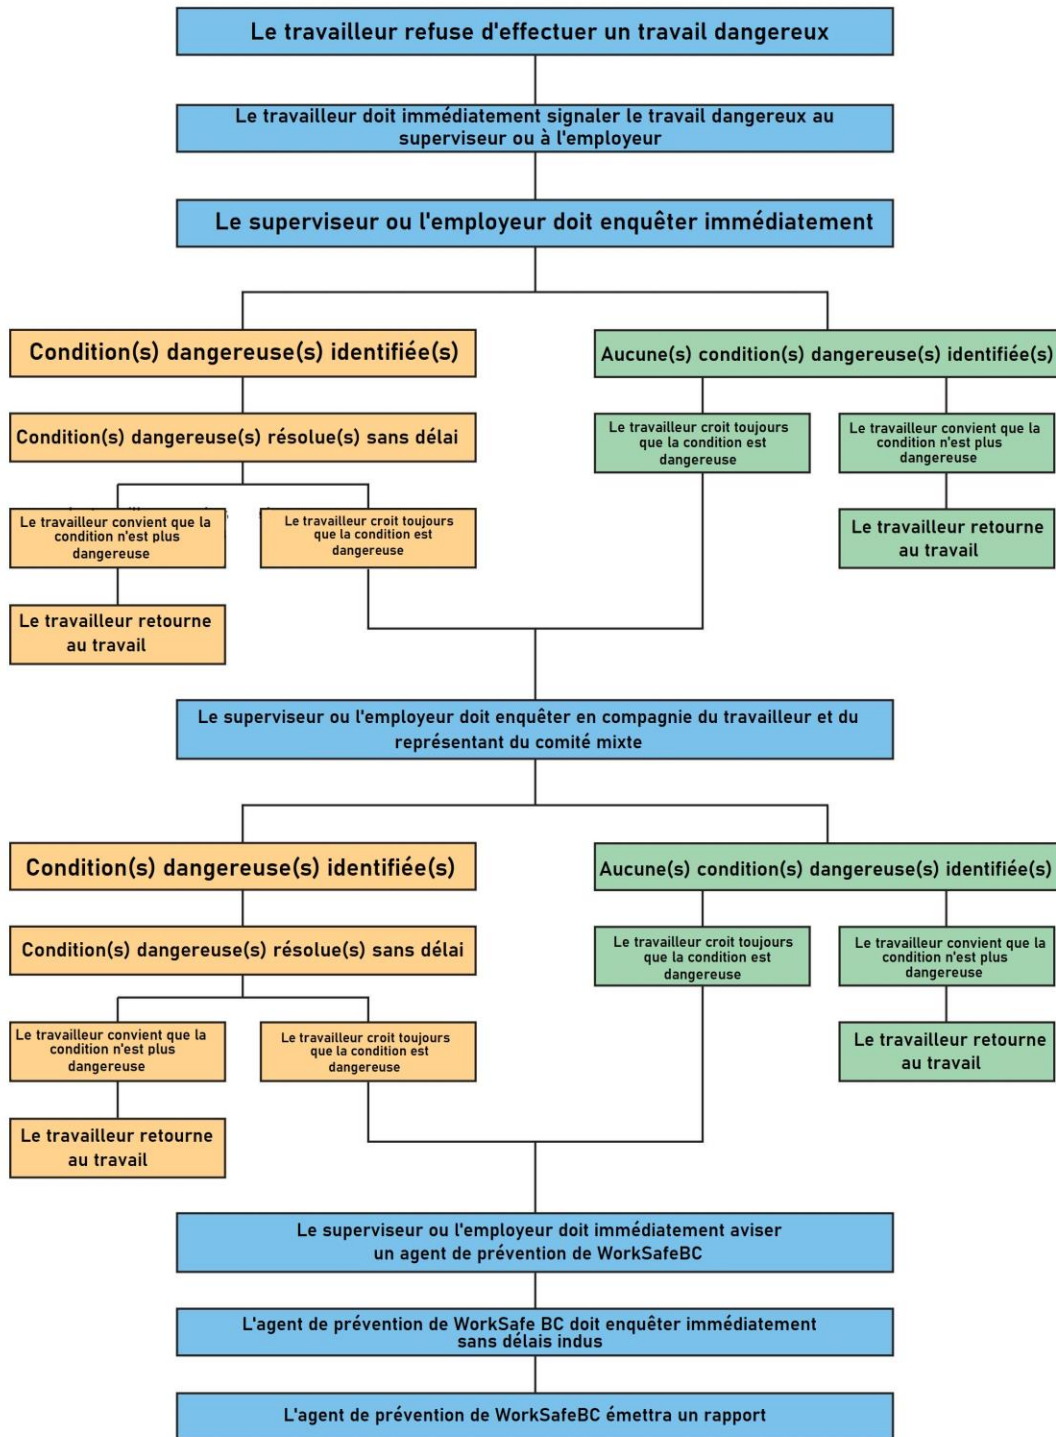 Le travailleur refuse d'effectuer un travail dangereux
Le travailleur doit immédiatement signaler le travail dangereux au
superviseur ou à l'employeur
Le superviseur ou l'employeur doit enquêter immédiatement
Condition(s) dangereuse(s) identifiée(s)
Aucune(s) condition(s) dangereuse(s) identifiée(s)
Condition(s) dangereuse(s) résolue(s) sans délai
Le travailleur croit toujours
que la condition est
dangereuse
Le travailleur convient que la
condition n'est plus
dangereuse
Le travailleur convient que la
condition n'est plus
dangereuse
Le travailleur croit toujours
que la condition est
dangereuse
Le travailleur retourne
au travail
Le travailleur retourne
au travail
Le superviseur ou l'employeur doit enquêter en compagnie du travailleur et du
représentant du comité mixte
Condition(s) dangereuse(s) identifiée(s)
Aucune(s) condition(s) dangereuse(s) identifiée(s)
Condition(s) dangereuse(s) résolue(s) sans délai
Le travailleur croit toujours
que la condition est
dangereuse
Le travailleur convient que la
condition n'est plus
dangereuse
Le travailleur convient que la
condition n'est plus
dangereuse
Le travailleur croit toujours
que la condition est
dangereuse
Le travailleur retourne
au travail
Le travailleur retourne
au travail
Le superviseur ou l'employeur doit immédiatement aviser
un agent de prévention de WorkSafeBC
L'agent de prévention de WorkSafe BC doit enquêter immédiatement
sans délais indus
L'agent de prévention de WorkSafeBC émettra un rapport